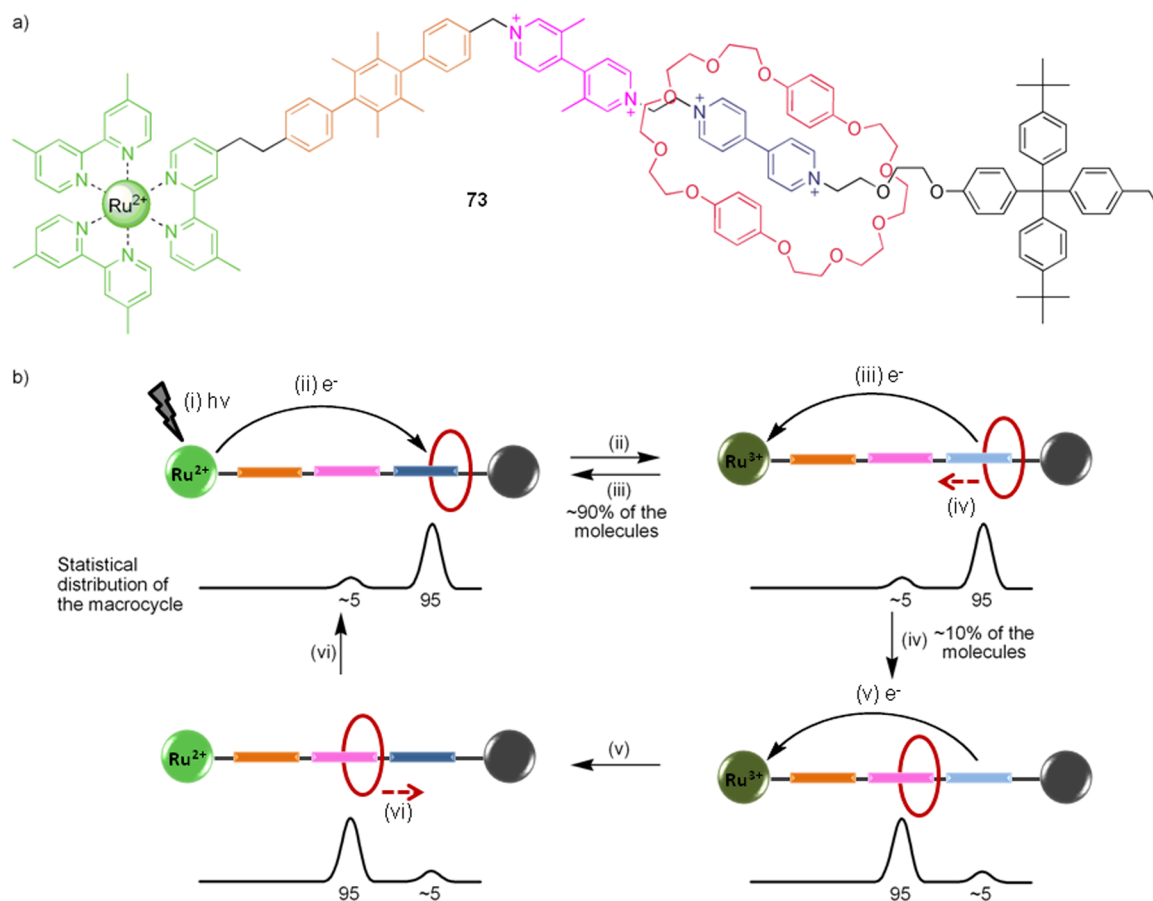 a)
N
+
N
+
N
+
N
+
O
O
O
O
O
O
O
O
O
O
O
O
N
N
N
N
N
N
Ru2+
73
b)
(i) hν
(ii) e-
Ru2+
(ii)
(iii)
~90% of the
molecules
(iii) e-
Ru3+
(iv)
Statistical
distribution of
the macrocycle
~5
95
~5
95
(vi)
(iv) ~10% of the
molecules
Ru2+
(vi)
(v)
(v) e-
Ru3+
95
~5
95
~5